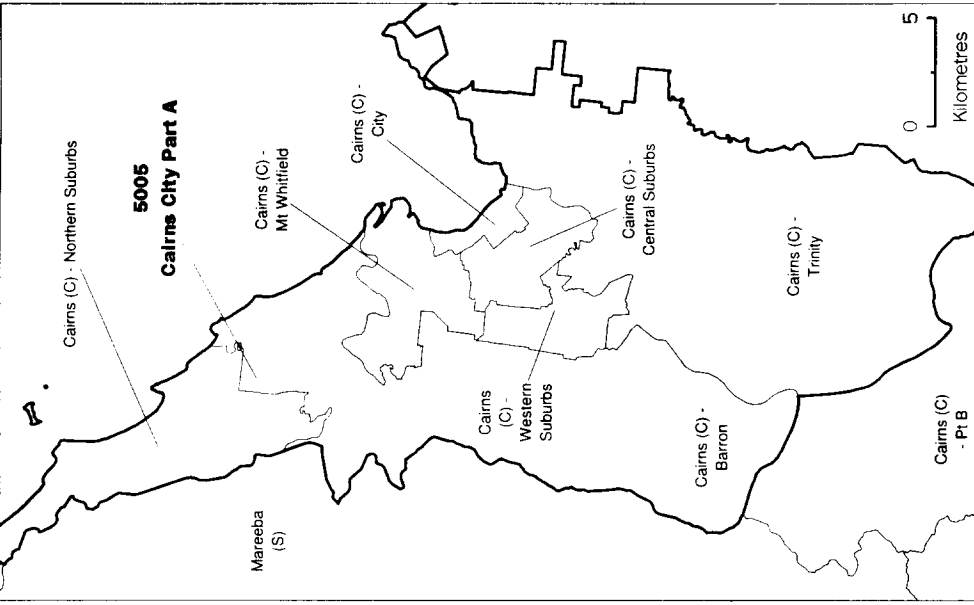 Cairns (C) - Northern Suburbs
5005
Cairns City Part A
Cairns (C) -
Mt Whitfield
Cairns (C) -
City
Cairns (C) -
Central Suburbs
Cairns (C) -
Trinity
Cairns
(C) -
Western
Suburbs
Cairns (C) -
Barron
Mareeba
(S)
Cairns (C)
- Pt B
0 5
Kilometres